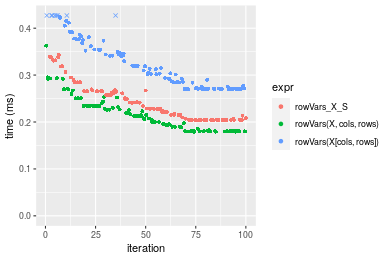 0.4
0.3
0.2
0.1
0.0
time (ms)
0
25
50
75
100
iteration
expr
rowVars_X_S
rowVars(X, cols, rows)
rowVars(X[cols, rows])